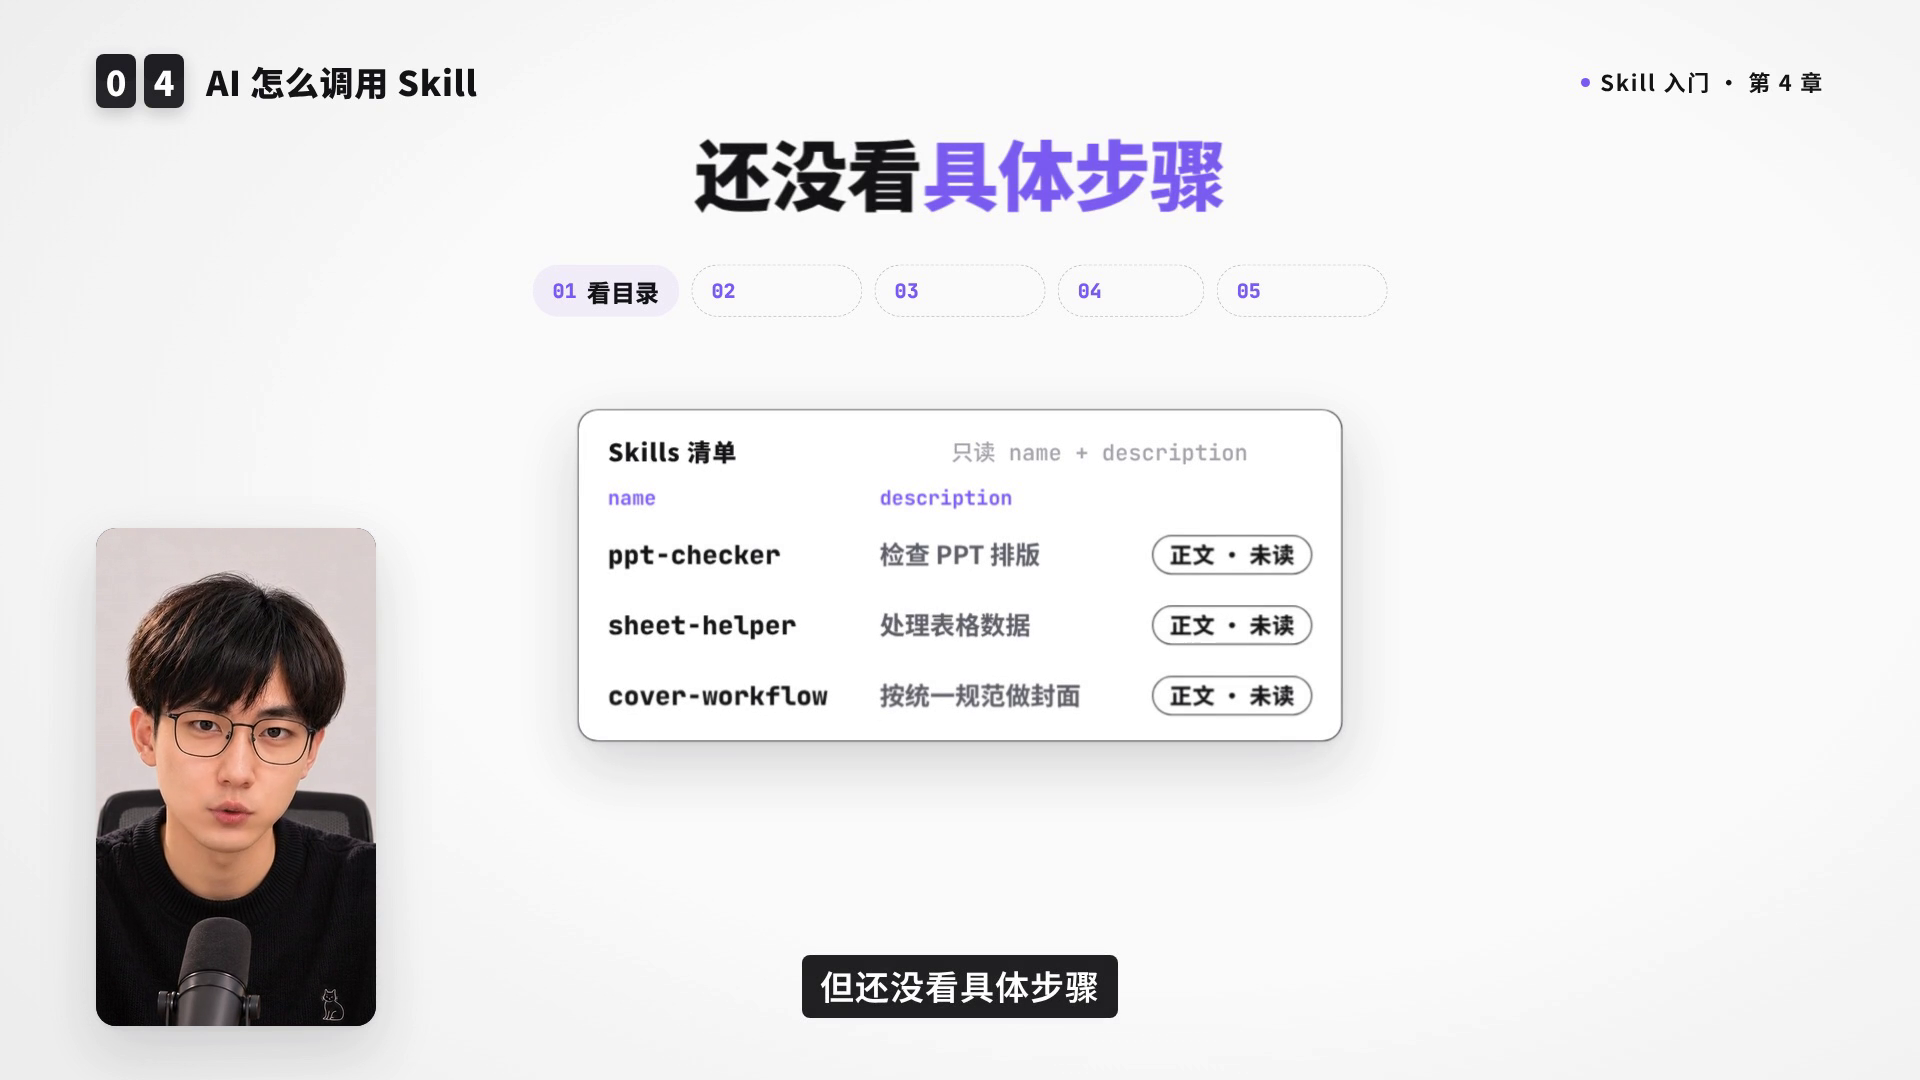 04 AI 怎么调用 Skill
Skill 入门 · 第 4 章
还没看具体步骤
01 看目录
02
03
04
05
Skills 清单
只读 name + description
name description
ppt-checker 检查 PPT 排版 正文 · 未读
sheet-helper 处理表格数据 正文 · 未读
cover-workflow 按统一规范做封面 正文 · 未读
但还没看具体步骤